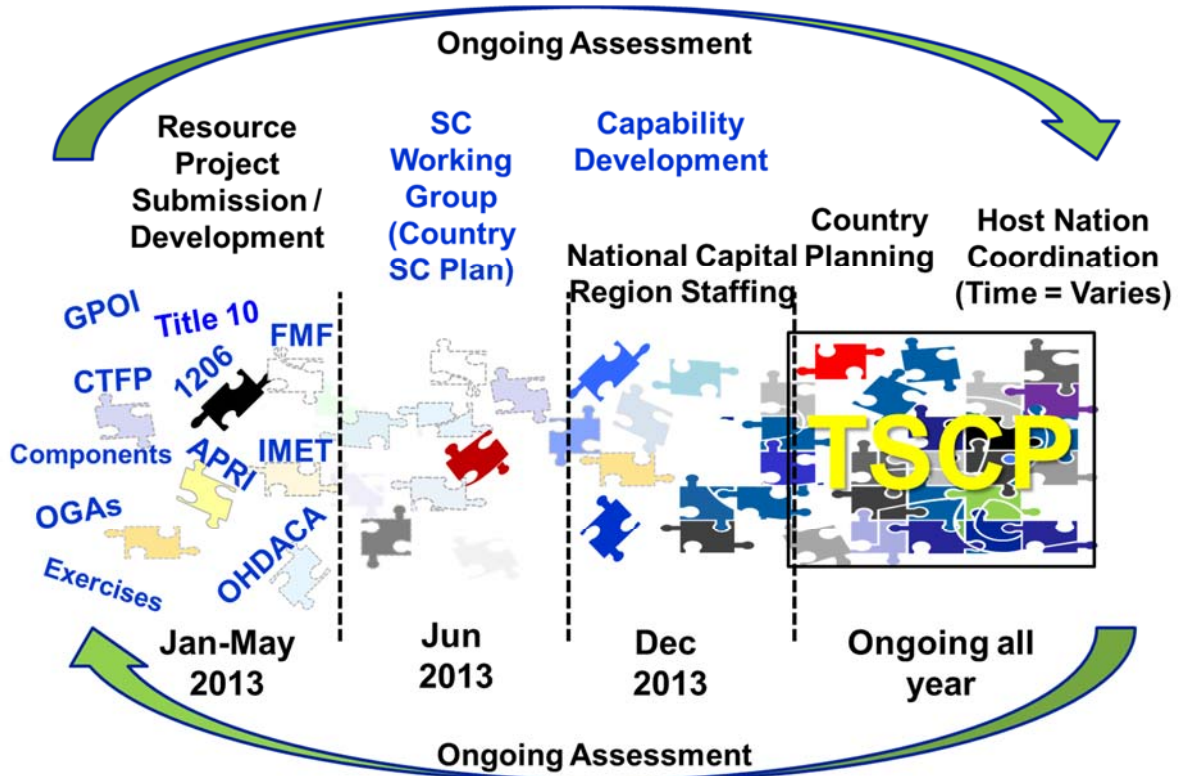 Ongoing Assessment
Resource
Project
Submission /
Development
SC
Working
Group
(Country
SC Plan)
Capability
Development
National Capital
Region Staffing
Country
Planning
Host Nation
Coordination
(Time = Varies)
GPOI
Title 10
FMF
CTFP
1206
Components
APRI
IMET
OGAs
OHDACA
Exercises
TSCP
Jan-May
2013
Jun
2013
Dec
2013
Ongoing all
year
Ongoing Assessment